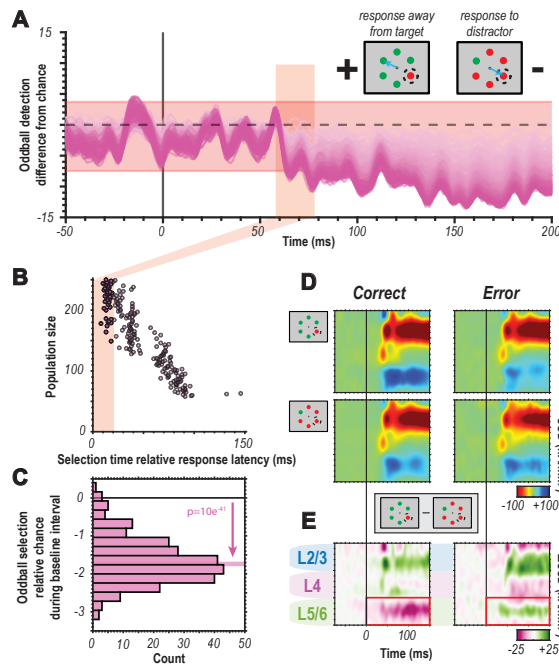 A
response away
from target
response to
distractor
+
-
15
Oddball detection
difference from chance
-15
-50
0
50
100
150
200
Time (ms)
B
250
200
150
100
50
Population size
0
150
Selection time relative response latency (ms)
C
Oddball selection
relative chance
during baseline interval
0
-1
-2
-3
p=10e-41
0
10
20
30
40
50
Count
D
Correct
Error
-100
+100
E
L2/3
L4
L5/6
0
100
-25
+25